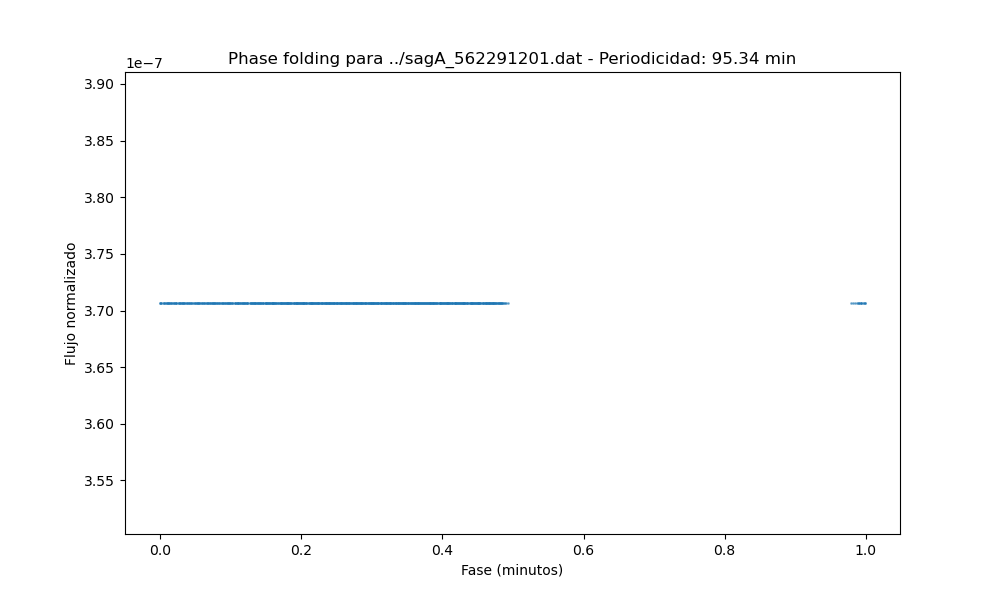 Phase folding para ../sagA_562291201.dat - Periodicidad: 95.34 min
1e−7
3.90
3.85
3.80
3.75
3.70
3.65
3.60
3.55
Flujo normalizado
0.0 0.2 0.4 0.6 0.8 1.0
Fase (minutos)